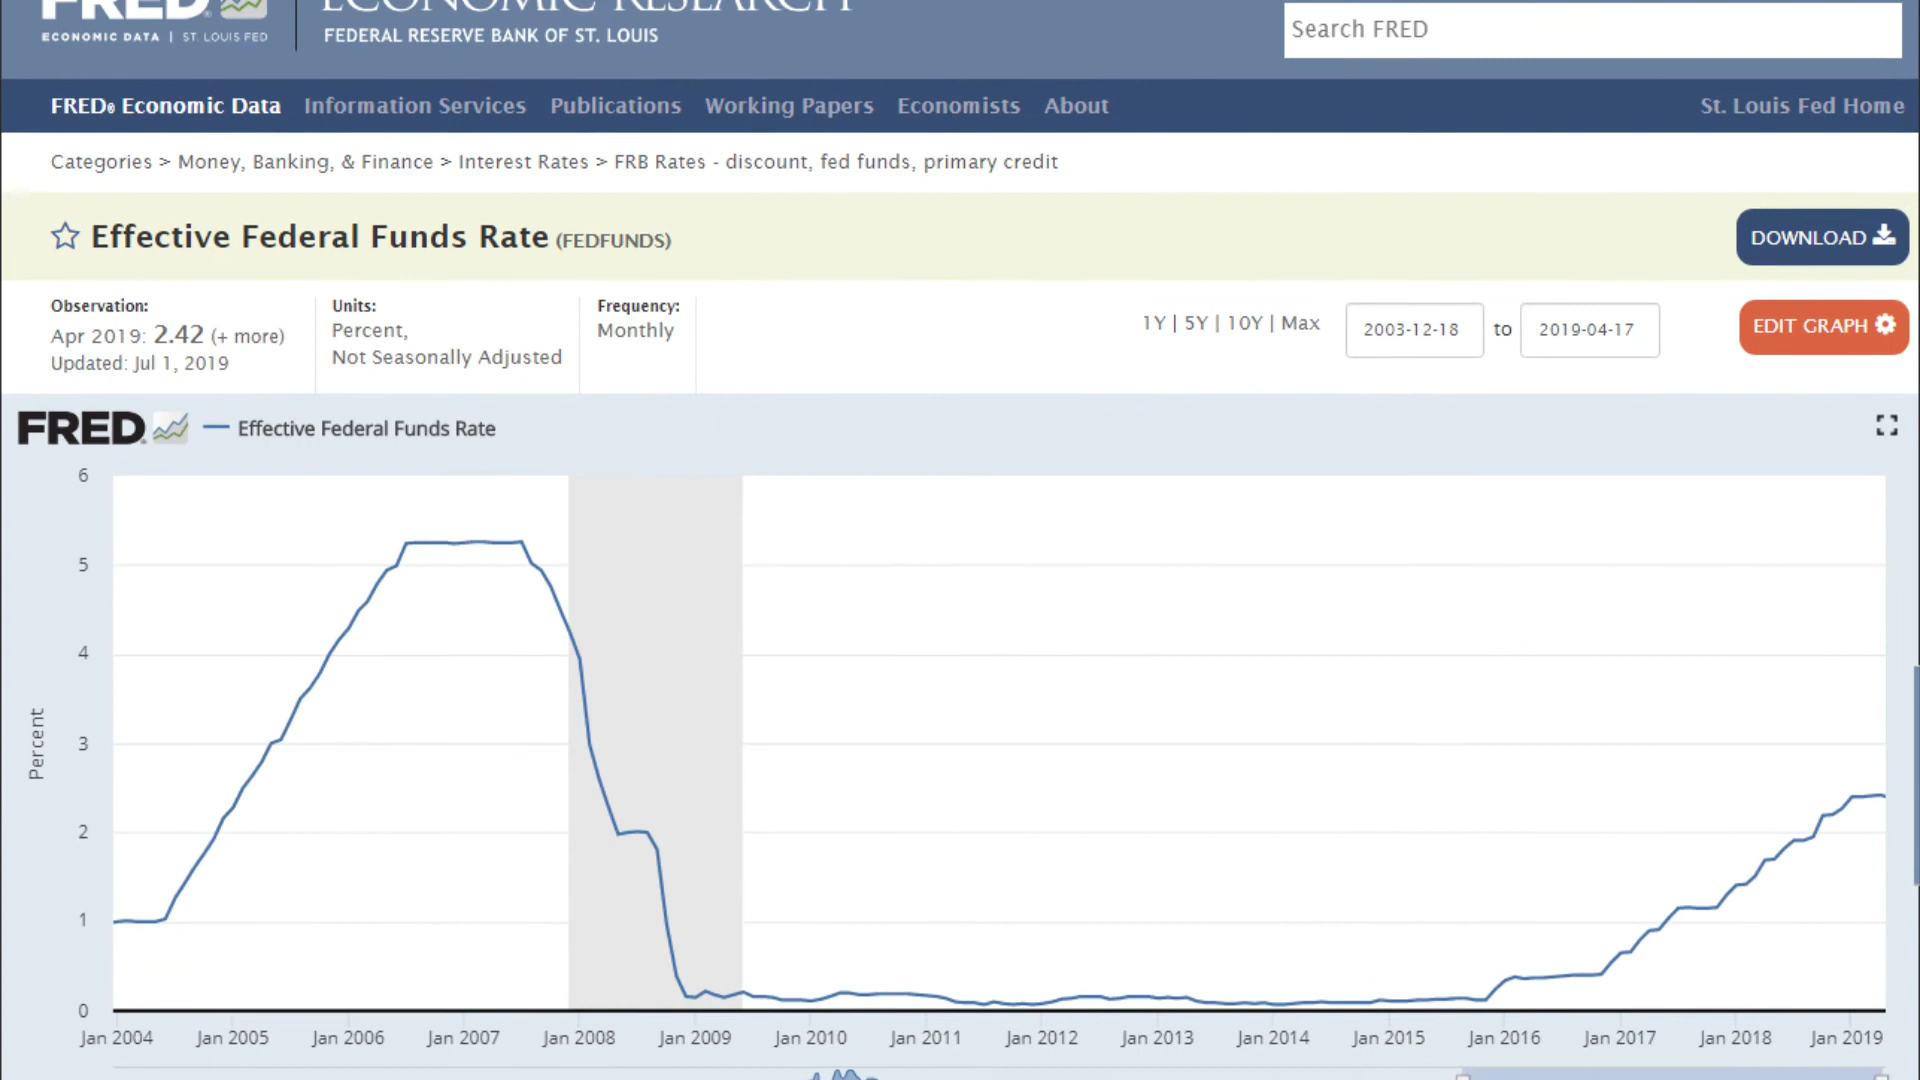 FRED®
ECONOMIC RESEARCH
ECONOMIC DATA | ST. LOUIS FED
FEDERAL RESERVE BANK OF ST. LOUIS
Search FRED
FRED® Economic Data Information Services Publications Working Papers Economists About St. Louis Fed Home
Categories > Money, Banking, & Finance > Interest Rates > FRB Rates - discount, fed funds, primary credit
Effective Federal Funds Rate (FEDFUNDS)
DOWNLOAD
Observation:
Apr 2019: 2.42 (+ more)
Updated: Jul 1, 2019
Units:
Percent,
Not Seasonally Adjusted
Frequency:
Monthly
1Y | 5Y | 10Y | Max
2003-12-18 to 2019-04-17
EDIT GRAPH
FRED Effective Federal Funds Rate
6
5
4
3
2
1
0
Percent
Jan 2004 Jan 2005 Jan 2006 Jan 2007 Jan 2008 Jan 2009 Jan 2010 Jan 2011 Jan 2012 Jan 2013 Jan 2014 Jan 2015 Jan 2016 Jan 2017 Jan 2018 Jan 2019